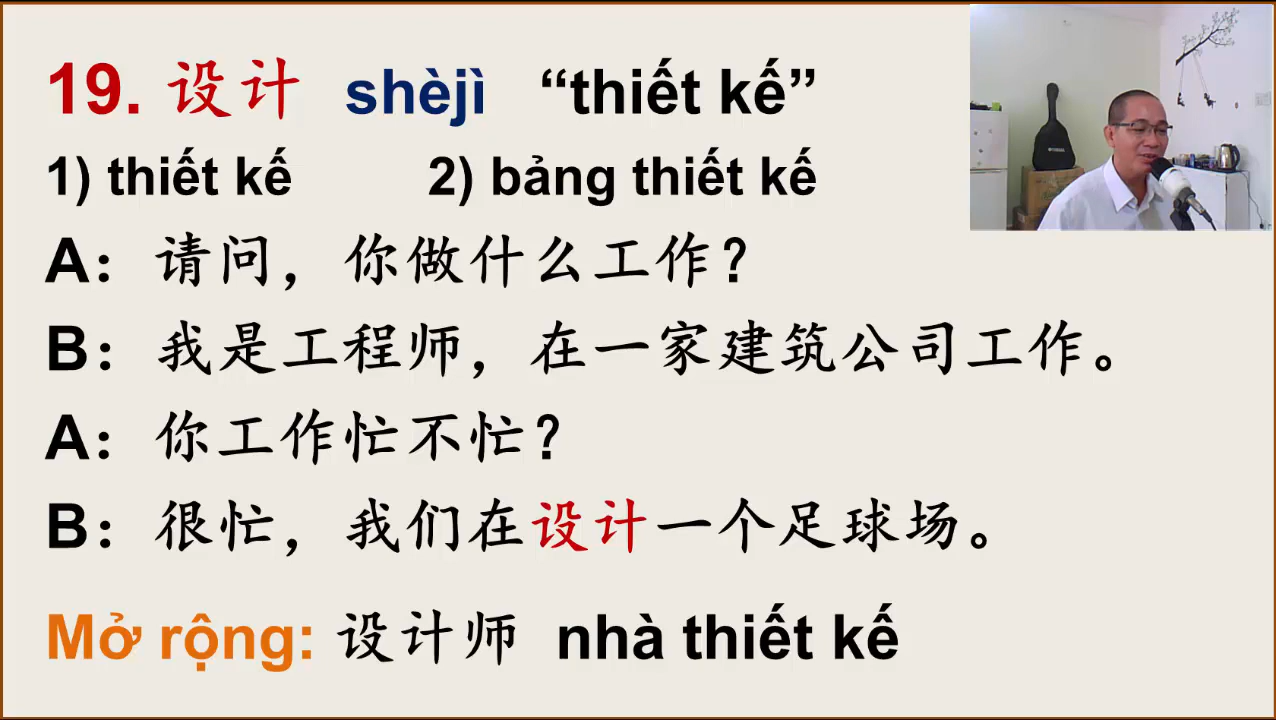 19. 设计 shèjì “thiết kế”
1) thiết kế 2) bảng thiết kế
A：请问，你做什么工作？
B：我是工程师，在一家建筑公司工作。
A：你工作忙不忙？
B：很忙，我们在设计一个足球场。
Mở rộng: 设计师 nhà thiết kế